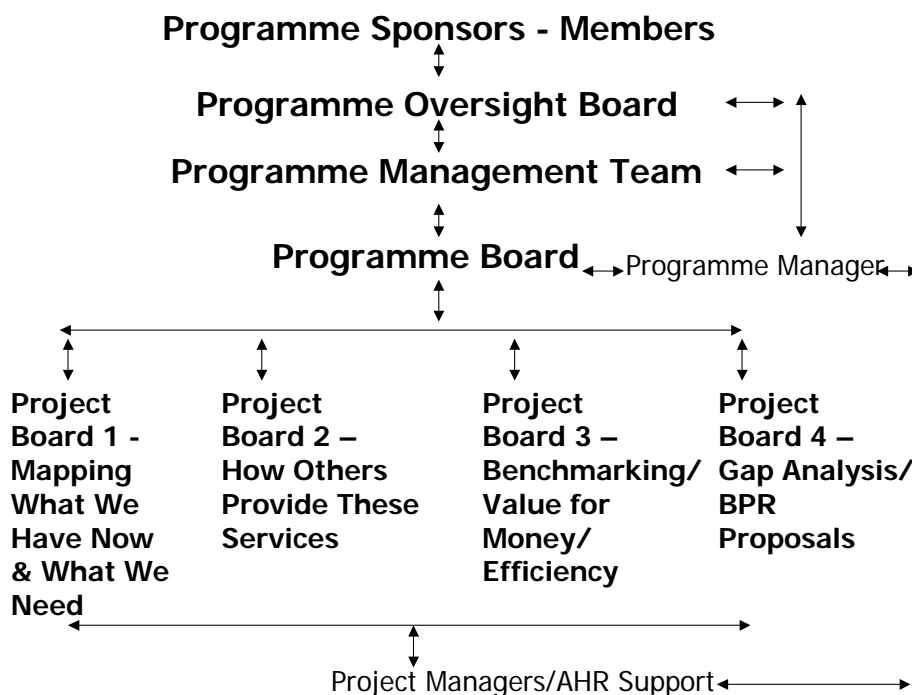 Programme Sponsors - Members
Programme Oversight Board
Programme Management Team
Programme Board
Programme Manager
Project
Board 1 -
Mapping
What We
Have Now
& What We
Need
Project
Board 2 –
How Others
Provide These
Services
Project
Board 3 –
Benchmarking/
Value for
Money/
Efficiency
Project
Board 4 –
Gap Analysis/
BPR
Proposals
Project Managers/AHR Support